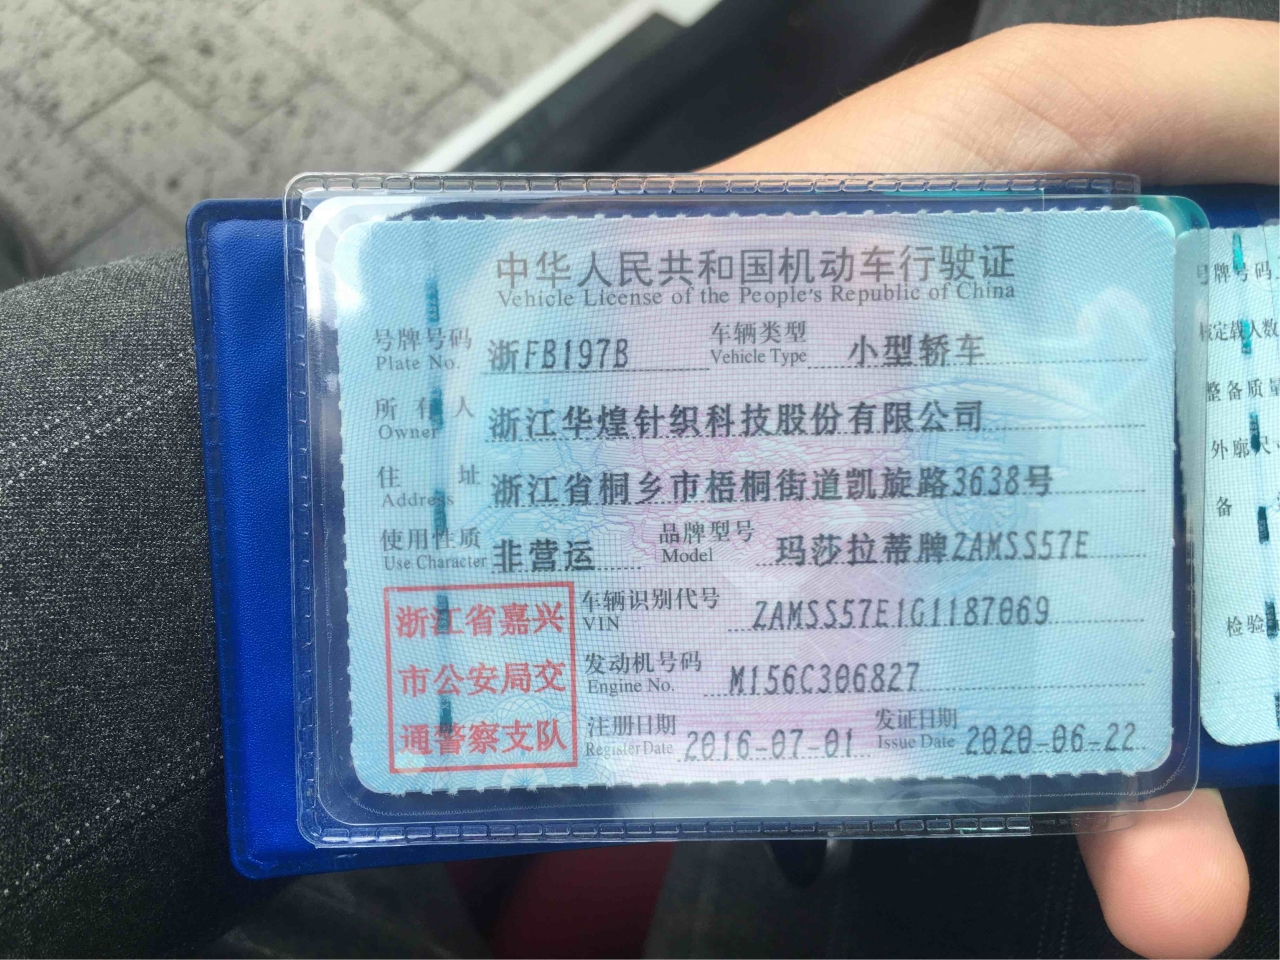 中华人民共和国机动车行驶证
Vehicle License of the People's Republic of China
号牌号码 浙FB197B 车辆类型 小型轿车
Plate No. Vehicle Type
所有人 浙江华煌针织科技股份有限公司
Owner
住址 浙江省桐乡市梧桐街道凯旋路3638号
Address
使用性质 非营运 品牌型号 玛莎拉蒂牌ZAMSS57E
Use Character Model
浙江省嘉兴
市公安局交
通警察支队
车辆识别代号 ZAMSS57E1G1187069
VIN
发动机号码 M156C306827
Engine No.
注册日期 2016-07-01 发证日期 2020-06-22
Register Date Issue Date
号牌号码
核定载人数
整备质量
外廓尺
备
检验